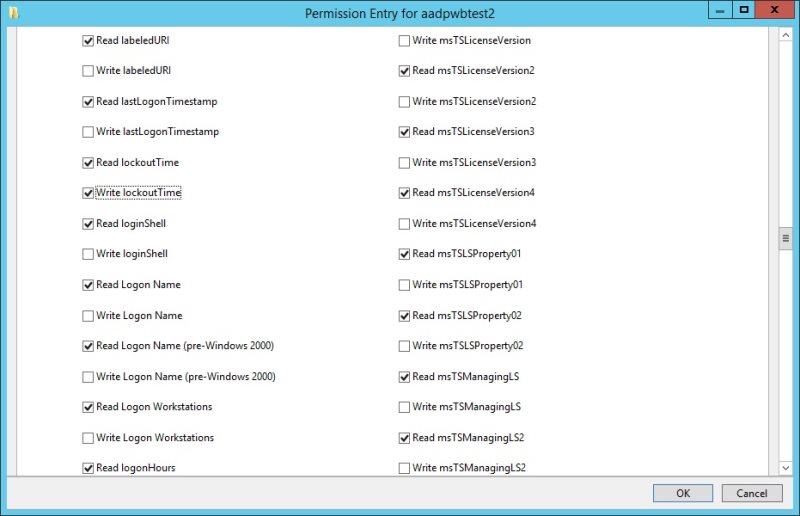 Permission Entry for aadpwbtest2
Read labeledURI
Write labeledURI
Read lastLogonTimestamp
Write lastLogonTimestamp
Read lockoutTime
Write lockoutTime
Read loginShell
Write loginShell
Read Logon Name
Write Logon Name
Read Logon Name (pre-Windows 2000)
Write Logon Name (pre-Windows 2000)
Read Logon Workstations
Write Logon Workstations
Read logonHours
Write msTSLicenseVersion
Read msTSLicenseVersion2
Write msTSLicenseVersion2
Read msTSLicenseVersion3
Write msTSLicenseVersion3
Read msTSLicenseVersion4
Write msTSLicenseVersion4
Read msTSLSProperty01
Write msTSLSProperty01
Read msTSLSProperty02
Write msTSLSProperty02
Read msTSManagingLS
Write msTSManagingLS
Read msTSManagingLS2
Write msTSManagingLS2
OK
Cancel